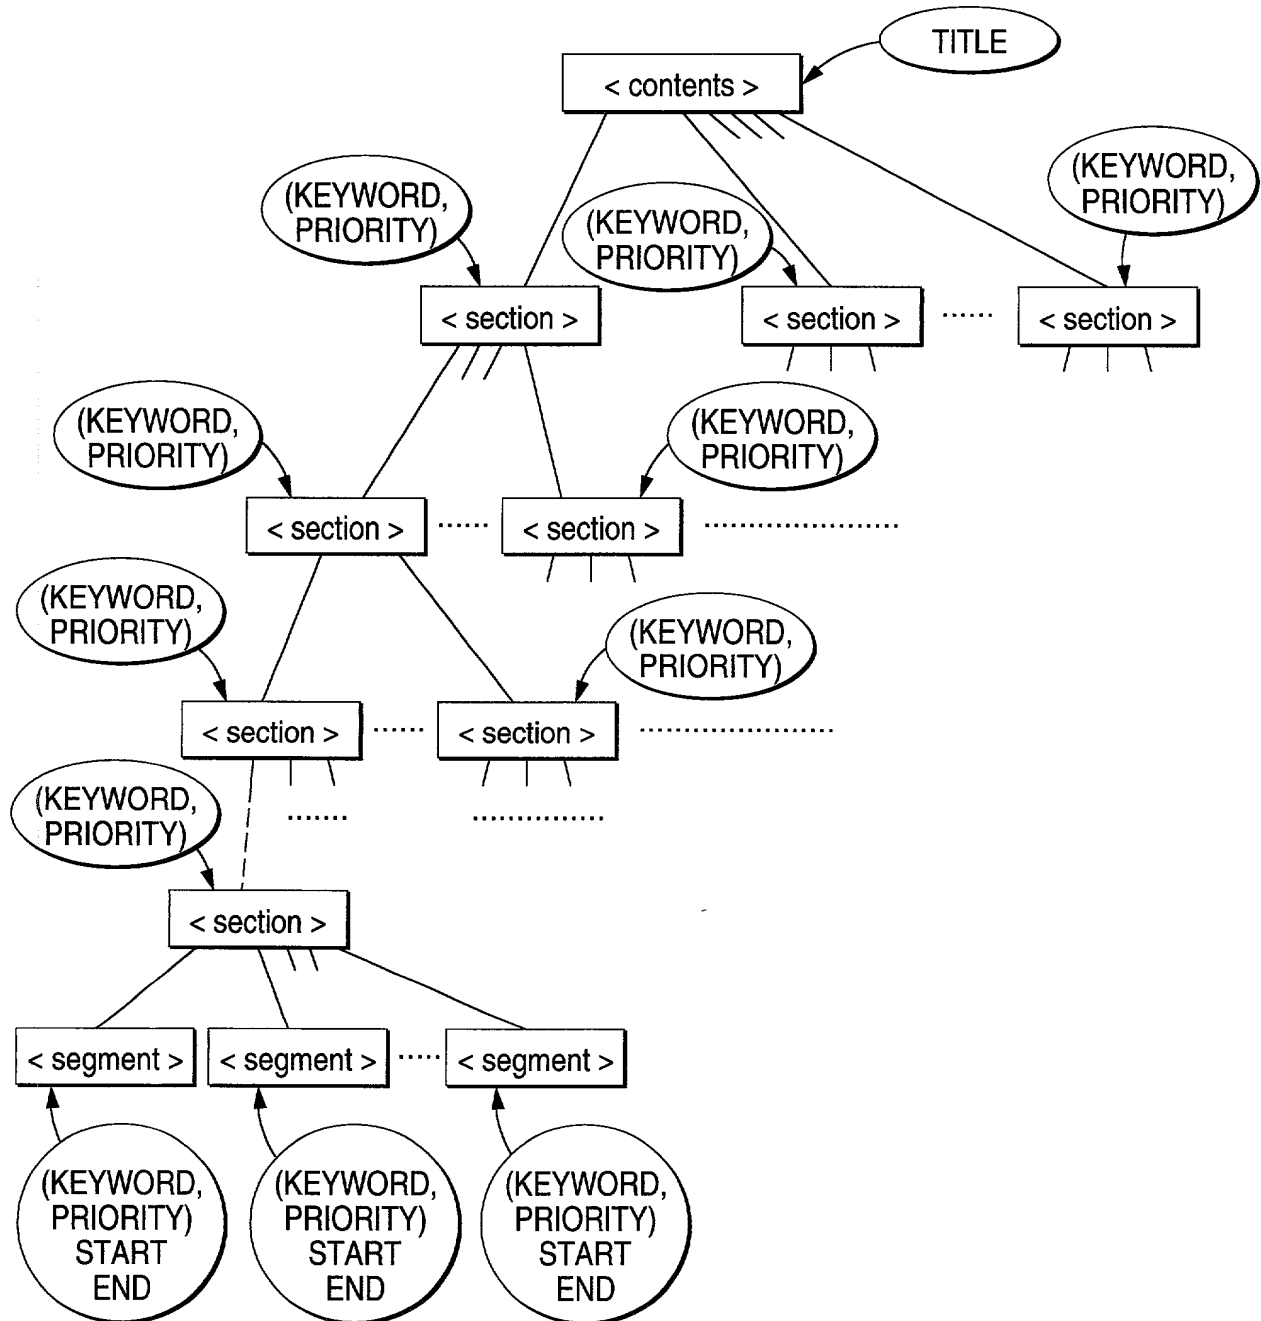 TITLE
< contents >
(KEYWORD,
PRIORITY)
(KEYWORD,
PRIORITY)
(KEYWORD,
PRIORITY)
< section >
< section >
......
< section >
(KEYWORD,
PRIORITY)
(KEYWORD,
PRIORITY)
< section >
......
< section >
(KEYWORD,
PRIORITY)
(KEYWORD,
PRIORITY)
< section >
......
< section >
(KEYWORD,
PRIORITY)
< section >
< segment >
< segment >
......
< segment >
(KEYWORD,
PRIORITY)
START
END
(KEYWORD,
PRIORITY)
START
END
(KEYWORD,
PRIORITY)
START
END